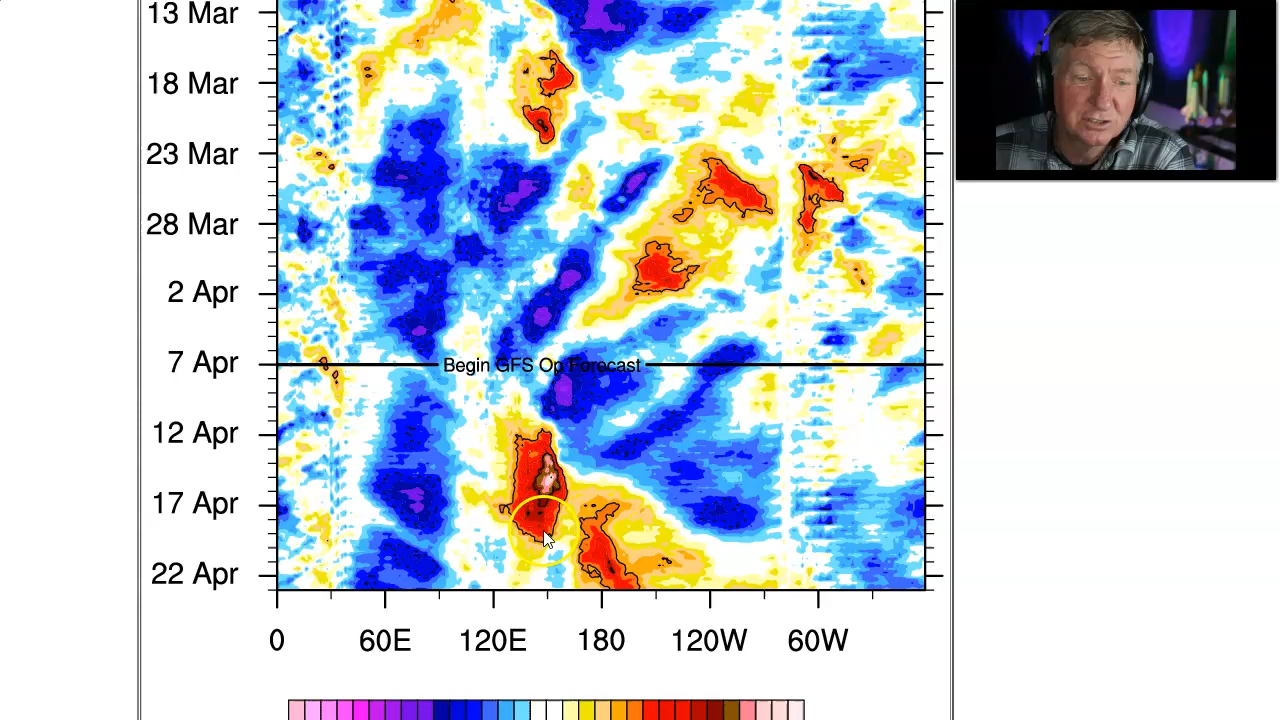 13 Mar
18 Mar
23 Mar
28 Mar
2 Apr
7 Apr
Begin GFS Op Forecast
12 Apr
17 Apr
22 Apr
0 60E 120E 180 120W 60W